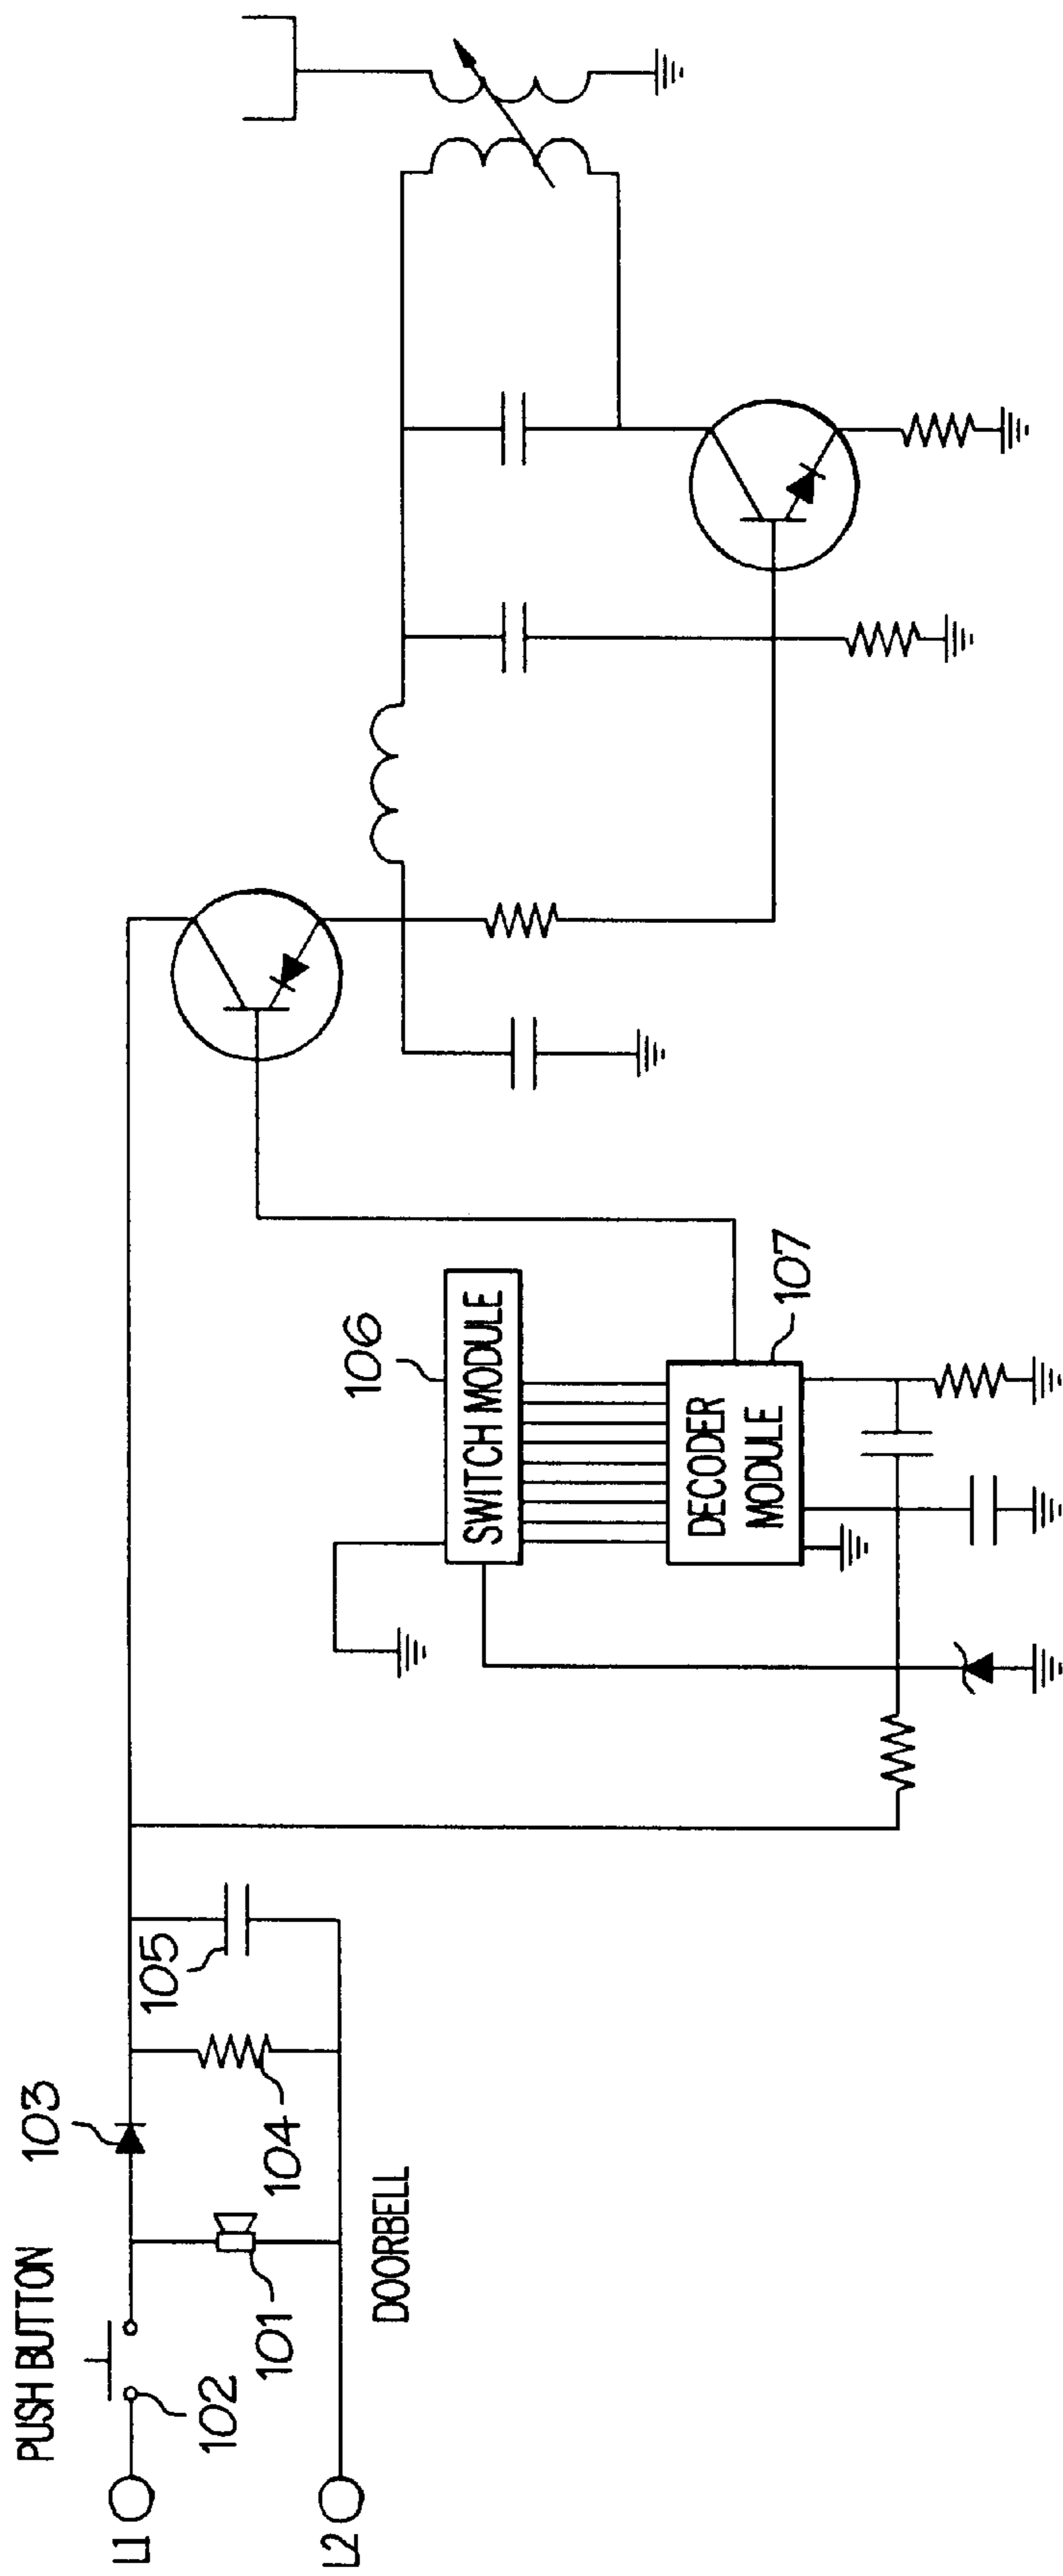 PUSH BUTTON
L1
102
103
101
104
105
L2
DOORBELL
106
SWITCH MODULE
DECODER
MODULE
107